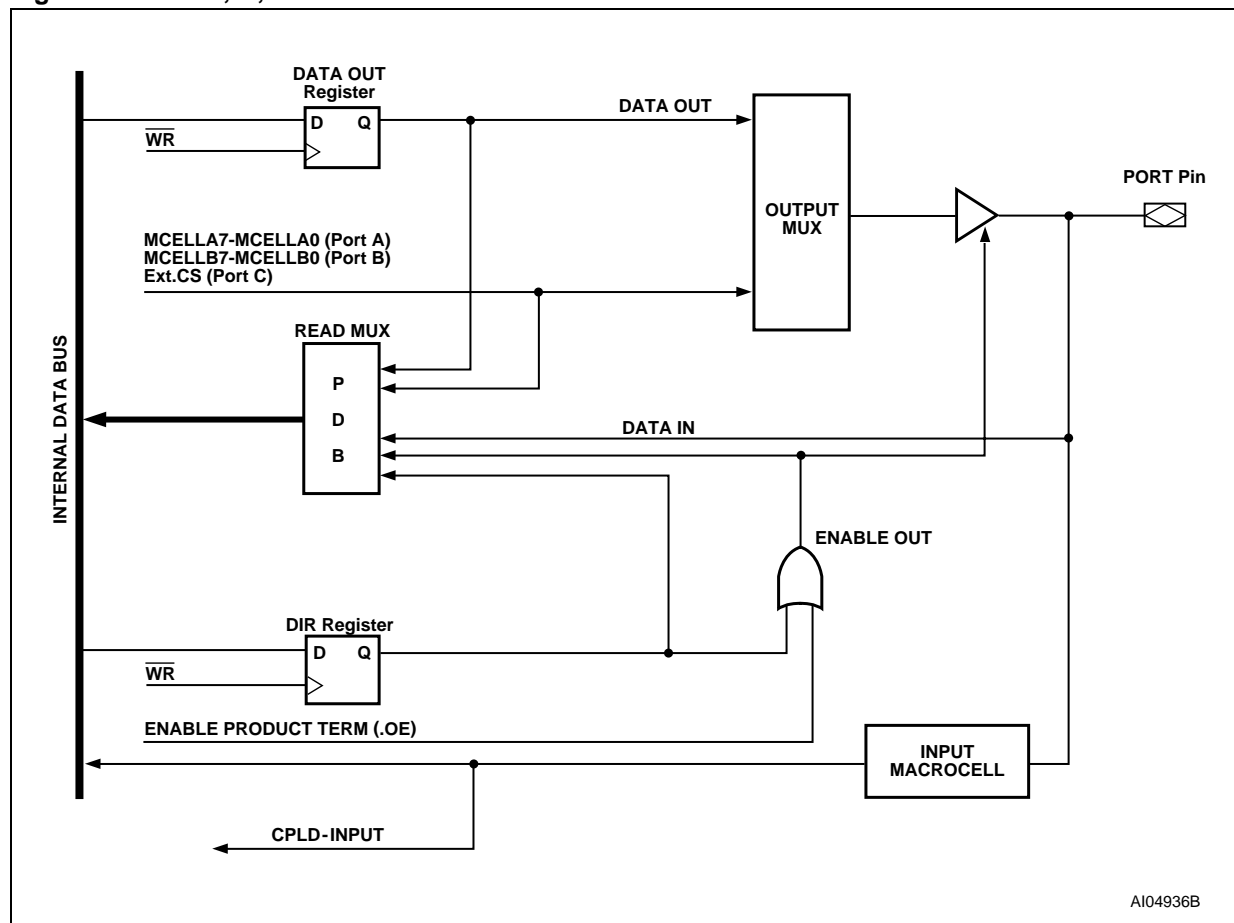 DATA OUT
Register
D Q
DATA OUT
WR
PORT Pin
OUTPUT
MUX
MCELLA7-MCELLA0 (Port A)
MCELLB7-MCELLB0 (Port B)
Ext.CS (Port C)
READ MUX
P
D
B
DATA IN
INTERNAL DATA BUS
ENABLE OUT
DIR Register
D Q
WR
ENABLE PRODUCT TERM (.OE)
INPUT
MACROCELL
CPLD-INPUT
AI04936B